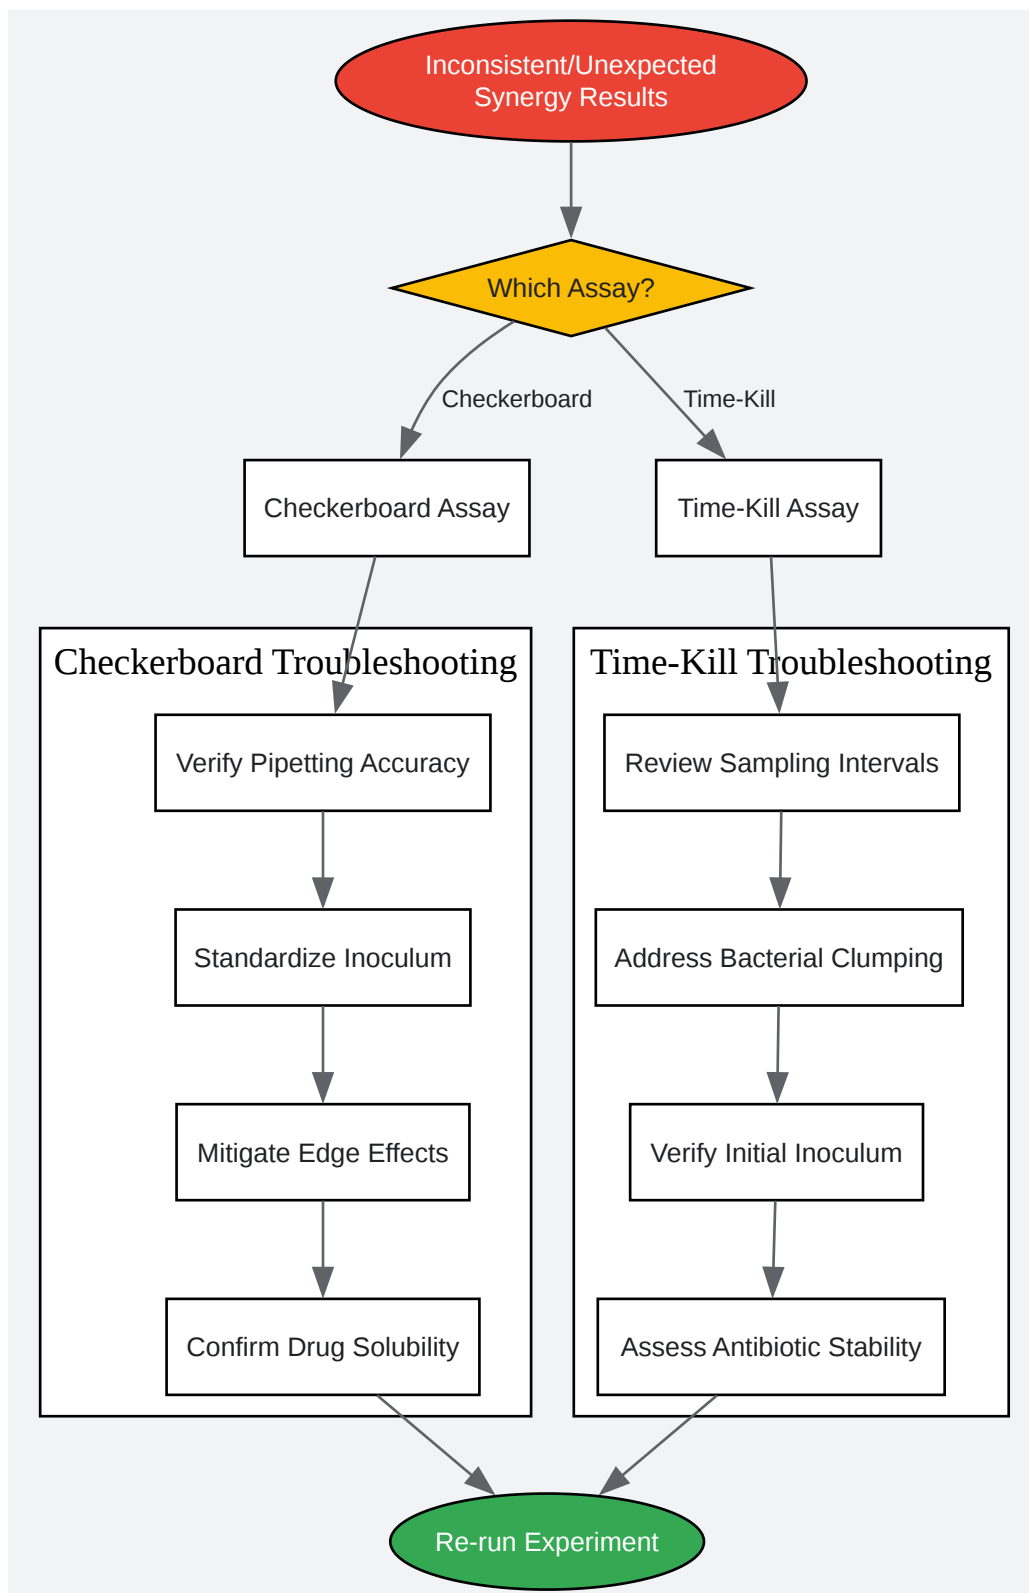 Inconsistent/Unexpected
Synergy Results
Which Assay?
Checkerboard
Time-Kill
Checkerboard Assay
Time-Kill Assay
Checkerboard Troubleshooting
Verify Pipetting Accuracy
Standardize Inoculum
Mitigate Edge Effects
Confirm Drug Solubility
Time-Kill Troubleshooting
Review Sampling Intervals
Address Bacterial Clumping
Verify Initial Inoculum
Assess Antibiotic Stability
Re-run Experiment